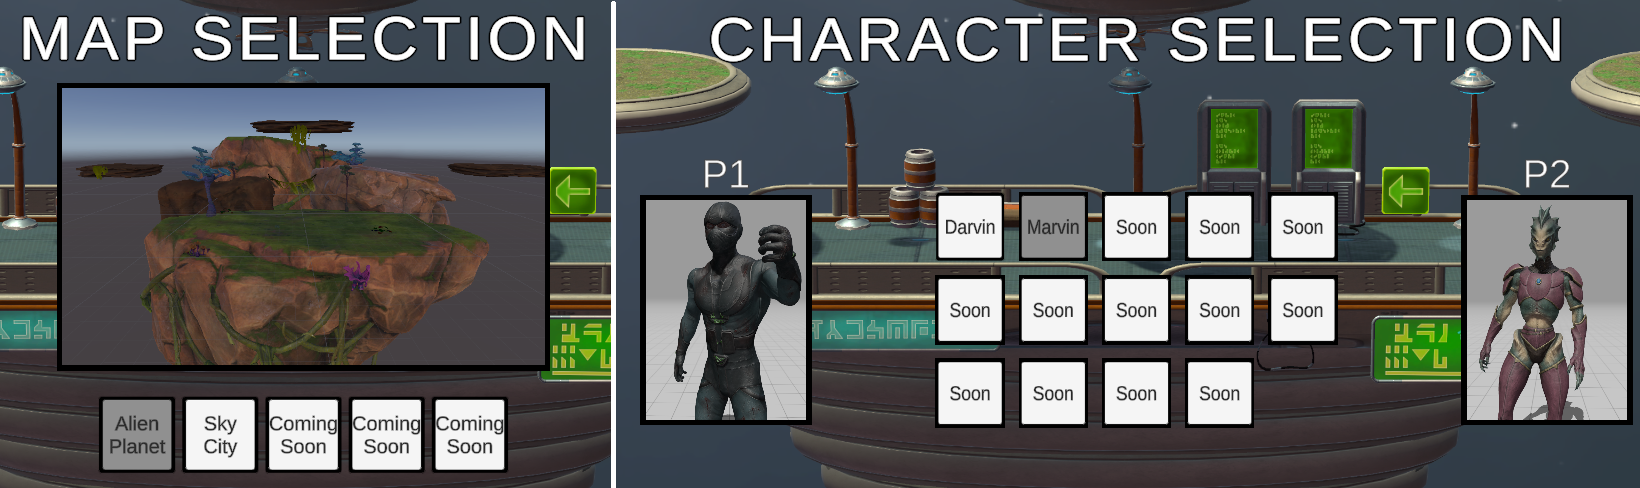 MAP SELECTION
Alien
Planet
Sky
City
Coming
Soon
Coming
Soon
Coming
Soon
CHARACTER SELECTION
P1
P2
Darvin
Marvin
Soon
Soon
Soon
Soon
Soon
Soon
Soon
Soon
Soon
Soon
Soon
Soon